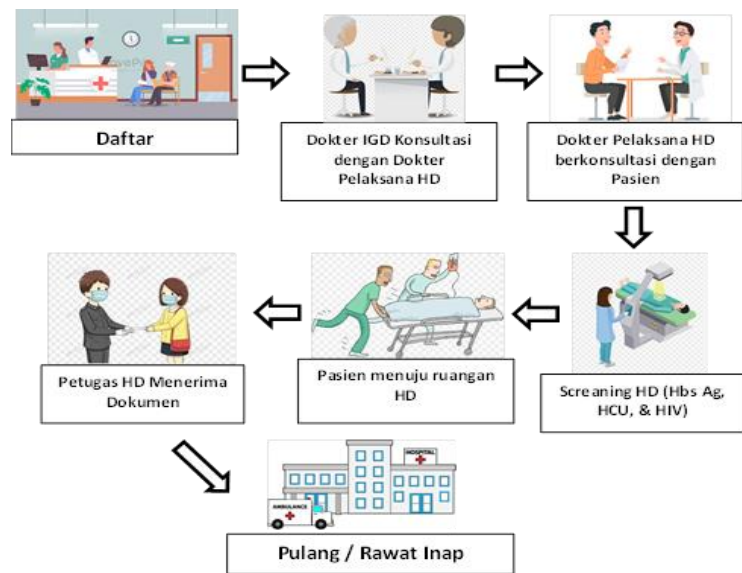 Daftar
Dokter IGD Konsultasi
dengan Dokter
Pelaksana HD
Dokter Pelaksana HD
berkonsultasi dengan
Pasien
Screaning HD (Hbs Ag,
HCU, & HIV)
Pasien menuju ruangan
HD
Petugas HD Menerima
Dokumen
HOSPITAL
AMBULANCE
Pulang / Rawat Inap